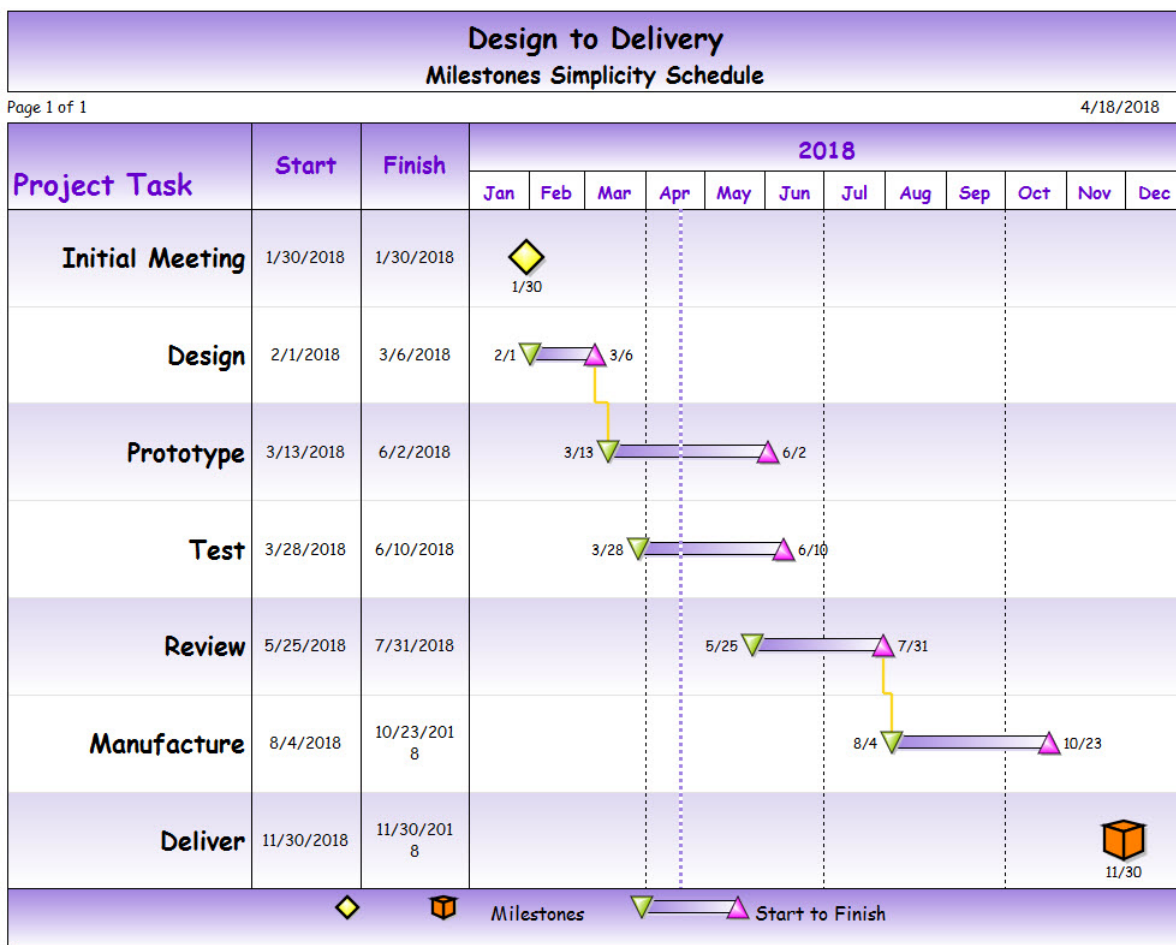 Design to Delivery
Milestones Simplicity Schedule
Page 1 of 1
4/18/2018
Project Task
Start
Finish
2018
Jan Feb Mar Apr May Jun Jul Aug Sep Oct Nov Dec
Initial Meeting 1/30/2018 1/30/2018
1/30
Design 2/1/2018 3/6/2018 2/1 3/6
Prototype 3/13/2018 6/2/2018 3/13 6/2
Test 3/28/2018 6/10/2018 3/28 6/10
Review 5/25/2018 7/31/2018 5/25 7/31
Manufacture 8/4/2018 10/23/201
8
8/4 10/23
Deliver 11/30/2018 11/30/201
8
11/30
Milestones
Start to Finish